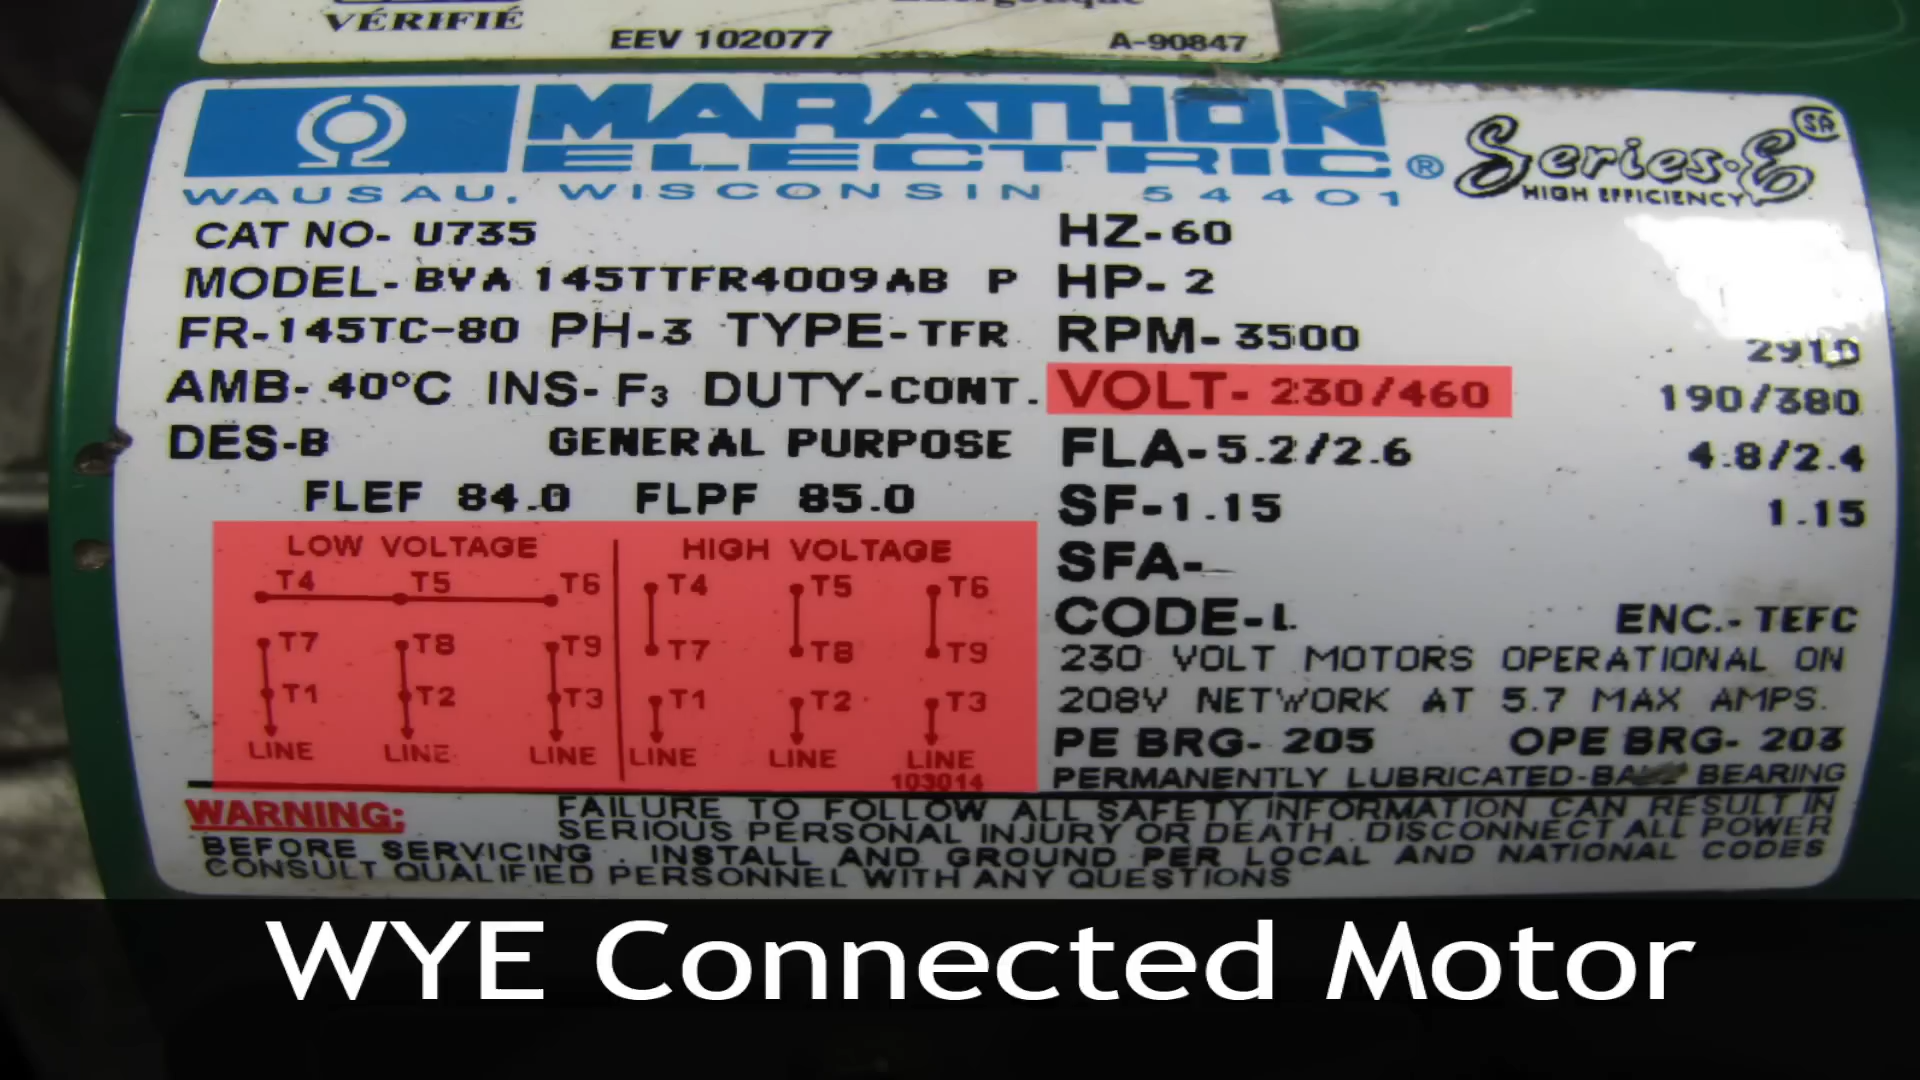 VÉRIFIÉ
EEV 102077 A-90847
MARATHON
ELECTRIC®
Series-E SA
HIGH EFFICIENCY
WAUSAU, WISCONSIN 54401
CAT NO- U735 HZ-60
MODEL- BVA 145TTFR4009AB P HP- 2
FR-145TC-80 PH-3 TYPE-TFR RPM- 3500 2910
AMB- 40°C INS- F3 DUTY-CONT. VOLT- 230/460 190/380
DES-B GENERAL PURPOSE FLA-5.2/2.6 4.8/2.4
FLEF 84.0 FLPF 85.0 SF-1.15 1.15
LOW VOLTAGE HIGH VOLTAGE SFA-
T4 T5 T6 T4 T5 T6
CODE-L ENC.- TEFC
T7 T8 T9 T7 T8 T9
230 VOLT MOTORS OPERATIONAL ON
T1 T2 T3 T1 T2 T3
208V NETWORK AT 5.7 MAX AMPS.
LINE LINE LINE LINE LINE LINE
PE BRG- 205 OPE BRG- 203
103014
PERMANENTLY LUBRICATED-BALL BEARING
WARNING: FAILURE TO FOLLOW ALL SAFETY INFORMATION CAN RESULT IN
SERIOUS PERSONAL INJURY OR DEATH. DISCONNECT ALL POWER
BEFORE SERVICING. INSTALL AND GROUND PER LOCAL AND NATIONAL CODES
CONSULT QUALIFIED PERSONNEL WITH ANY QUESTIONS
WYE Connected Motor